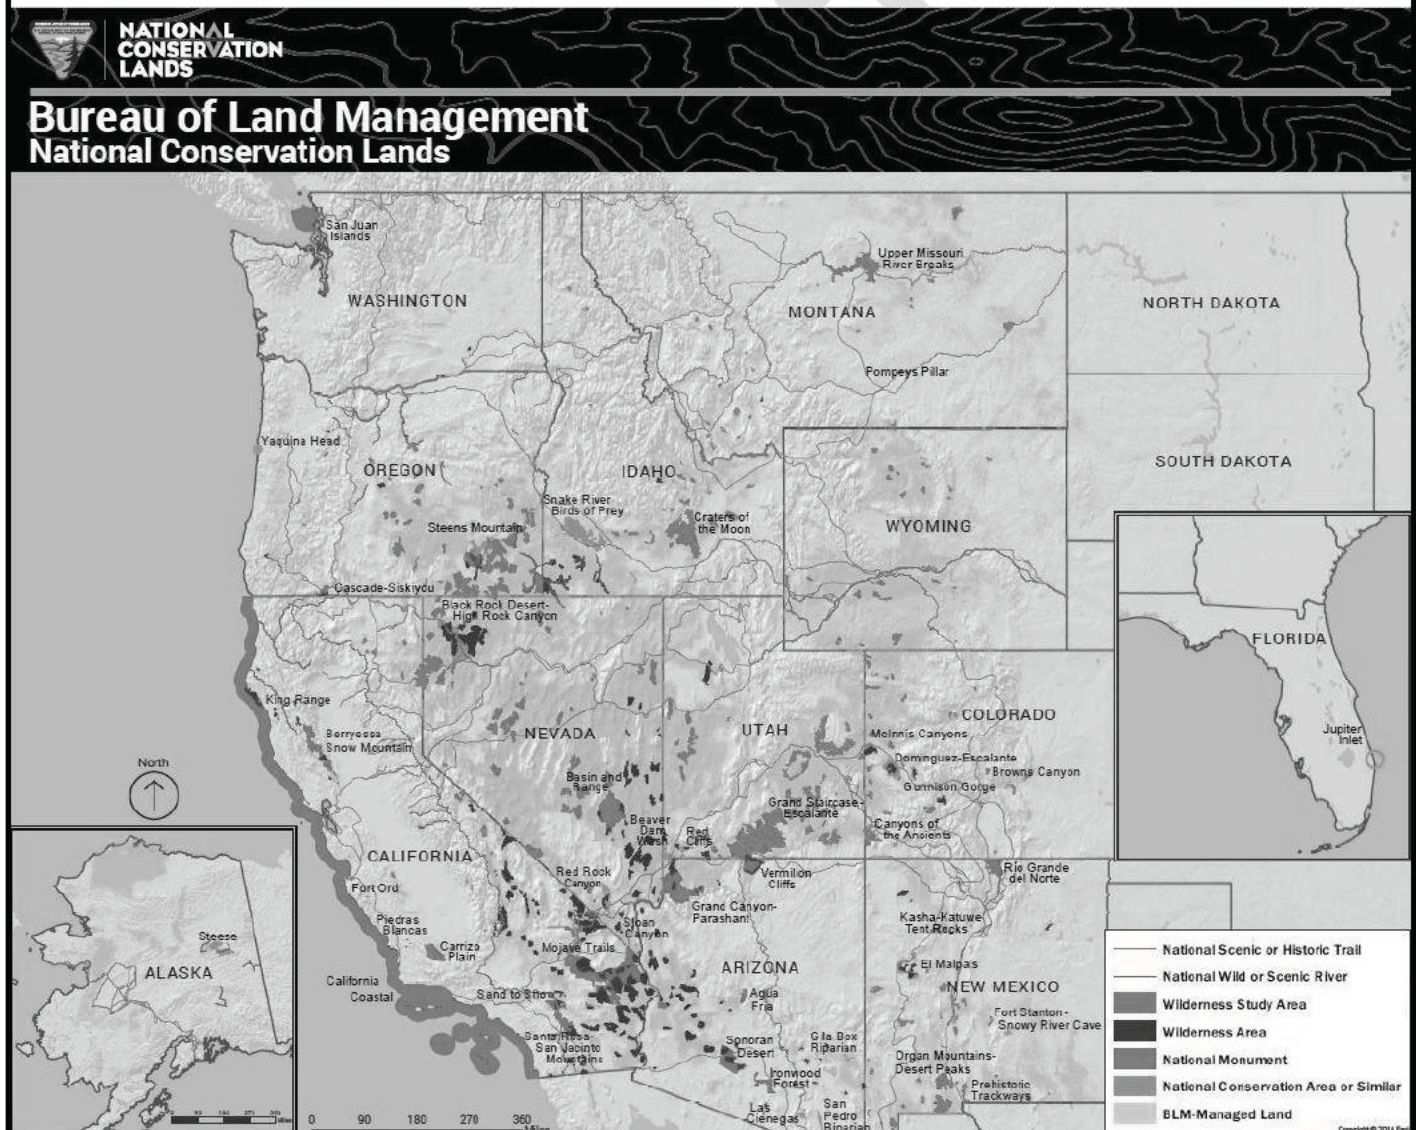 NATIONAL
CONSERVATION
LANDS
Bureau of Land Management
National Conservation Lands
San Juan
Islands
WASHINGTON
Upper Missouri
River Breaks
MONTANA
NORTH DAKOTA
Pompeys Pillar
Yaquina Head
OREGON
IDAHO
SOUTH DAKOTA
Snake River
Birds of Prey
Craters of
the Moon
Steens Mountain
WYOMING
Cascade-Siskiyou
Black Rock Desert-
High Rock Canyon
FLORIDA
Jupiter
Inlet
King Range
Berryessa
Snow Mountain
NEVADA
UTAH
COLORADO
McInnis Canyons
Dominguez-Escalante
Browns Canyon
Gunnison Gorge
North
Basin and
Range
Grand Staircase-
Escalante
Beaver
Dam
Wash
Red
Cliffs
Canyons of
the Ancients
CALIFORNIA
Red Rock
Canyon
Vermilion
Cliffs
Río Grande
del Norte
Fort Ord
Grand Canyon-
Parashant
Piedras
Blancas
Sloan
Canyon
Kasha-Katuwe
Tent Rocks
Carrizo
Plain
Mojave Trails
El Malpais
ARIZONA
NEW MEXICO
California
Coastal
Sand to Snow
Agua
Fria
Fort Stanton-
Snowy River Cave
Santa Rosa-
San Jacinto
Mountains
Sonoran
Desert
Gila Box
Riparian
Organ Mountains-
Desert Peaks
Ironwood
Forest
Prehistoric
Trackways
Las
Cienegas
San
Pedro
Riparian
Steese
ALASKA
0 90 180 270 360
Miles
National Scenic or Historic Trail
National Wild or Scenic River
Wilderness Study Area
Wilderness Area
National Monument
National Conservation Area or Similar
BLM-Managed Land